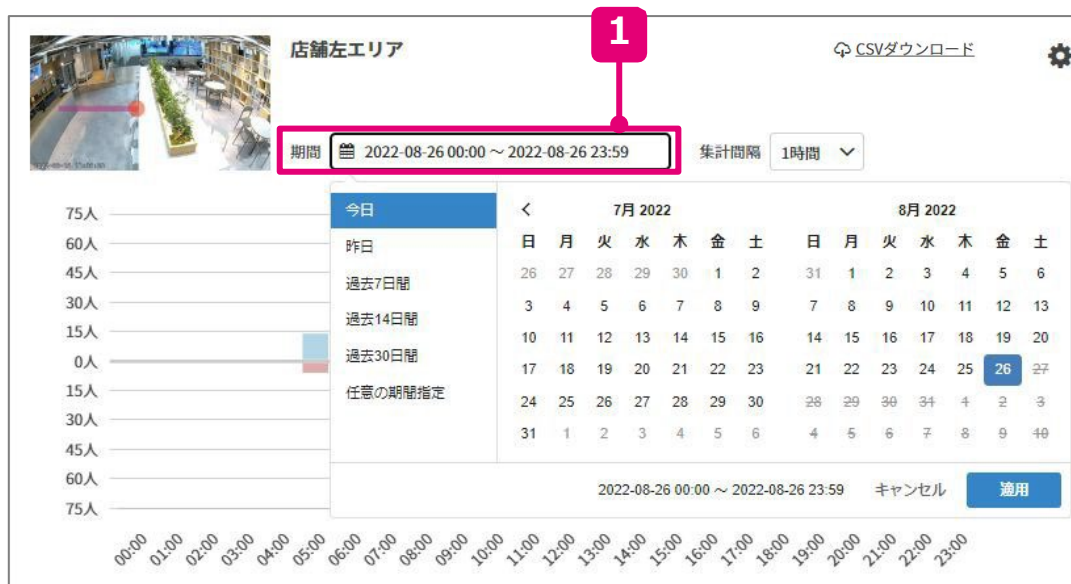 店舗左エリア
1
CSVダウンロード
期間 2022-08-26 00:00 ～ 2022-08-26 23:59
集計間隔 1時間
今日
昨日
過去7日間
過去14日間
過去30日間
任意の期間指定
7月 2022
日 月 火 水 木 金 土
26 27 28 29 30 1 2
3 4 5 6 7 8 9
10 11 12 13 14 15 16
17 18 19 20 21 22 23
24 25 26 27 28 29 30
31 1 2 3 4 5 6
8月 2022
日 月 火 水 木 金 土
31 1 2 3 4 5 6
7 8 9 10 11 12 13
14 15 16 17 18 19 20
21 22 23 24 25 26 27
28 29 30 31 1 2 3
4 5 6 7 8 9 10
2022-08-26 00:00 ～ 2022-08-26 23:59
キャンセル
適用
75人
60人
45人
30人
15人
0人
15人
30人
45人
60人
75人
00:00 01:00 02:00 03:00 04:00 05:00 06:00 07:00 08:00 09:00 10:00 11:00 12:00 13:00 14:00 15:00 16:00 17:00 18:00 19:00 20:00 21:00 22:00 23:00